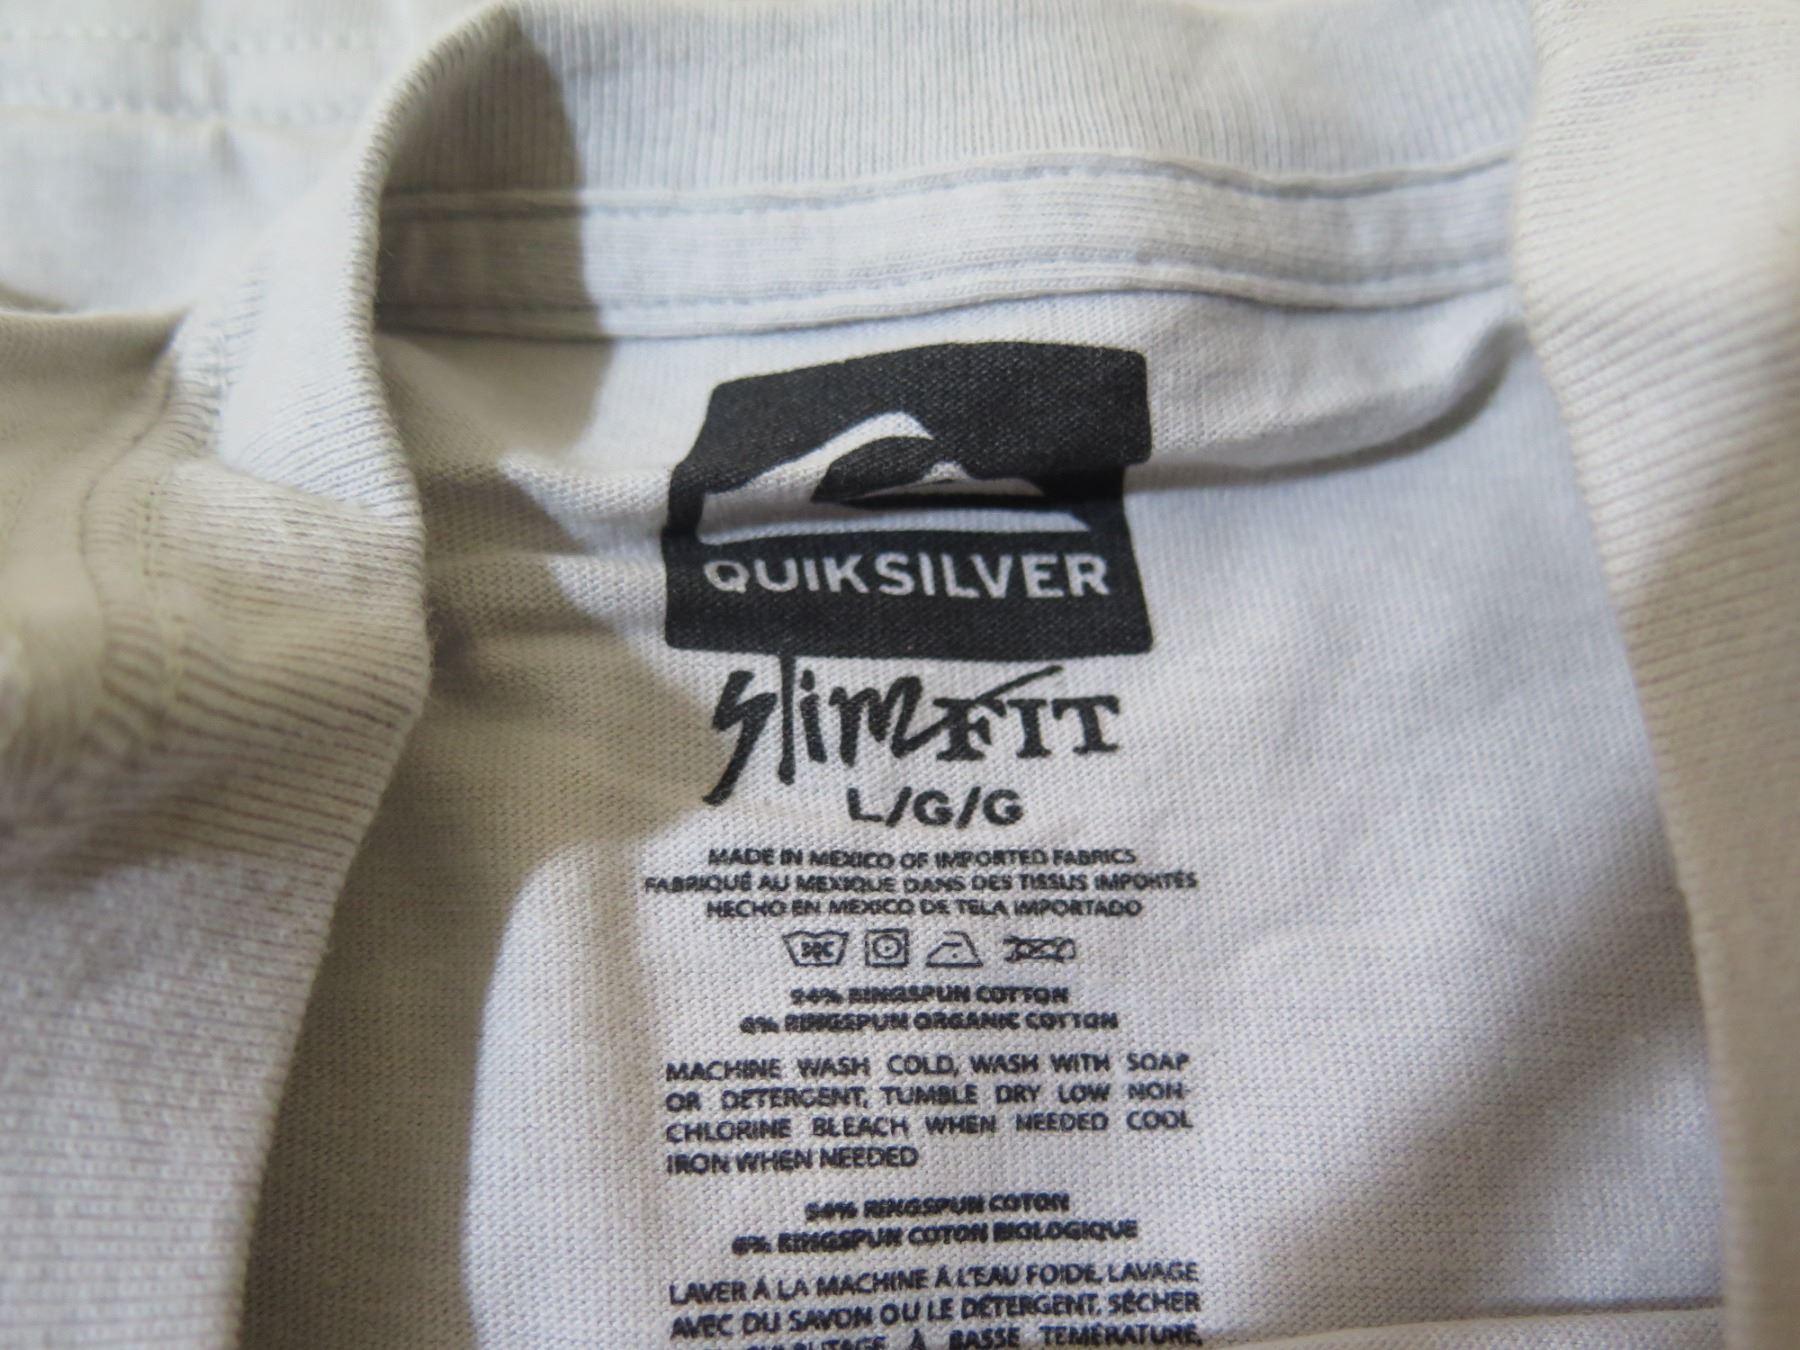 QUIKSILVER
Slim FIT
L/G/G
MADE IN MEXICO OF IMPORTED FABRICS
FABRIQUÉ AU MEXIQUE DANS DES TISSUS IMPORTÉS
HECHO EN MEXICO DE TELA IMPORTADO
94% RINGSPUN COTTON
6% RINGSPUN ORGANIC COTTON
MACHINE WASH COLD, WASH WITH SOAP
OR DETERGENT, TUMBLE DRY LOW NON-
CHLORINE BLEACH WHEN NEEDED COOL
IRON WHEN NEEDED
94% RINGSPUN COTON
6% RINGSPUN COTON BIOLOGIQUE
LAVER À LA MACHINE À L'EAU FOIDE, LAVAGE
AVEC DU SAVON OU LE DÉTERGENT. SÉCHER
À BASSE TEMÉRATURE,